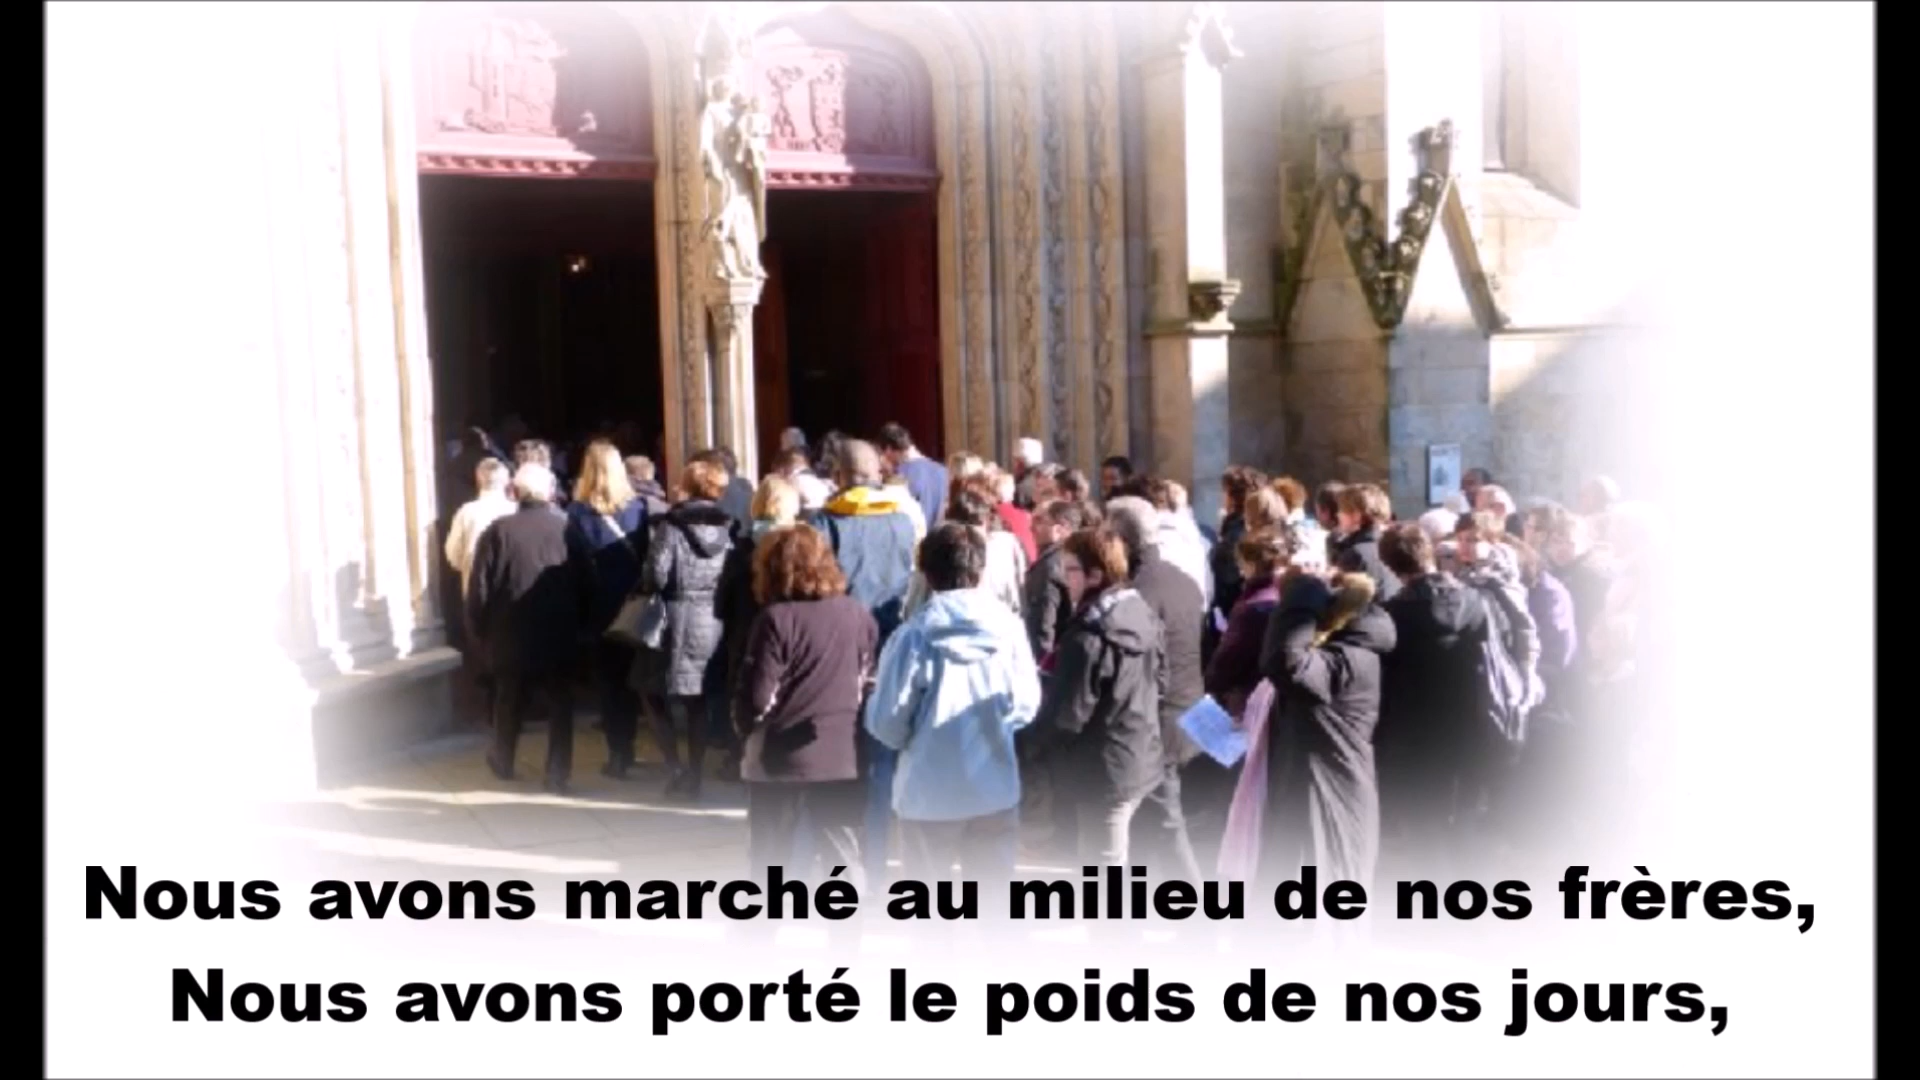 Nous avons marché au milieu de nos frères,
Nous avons porté le poids de nos jours,